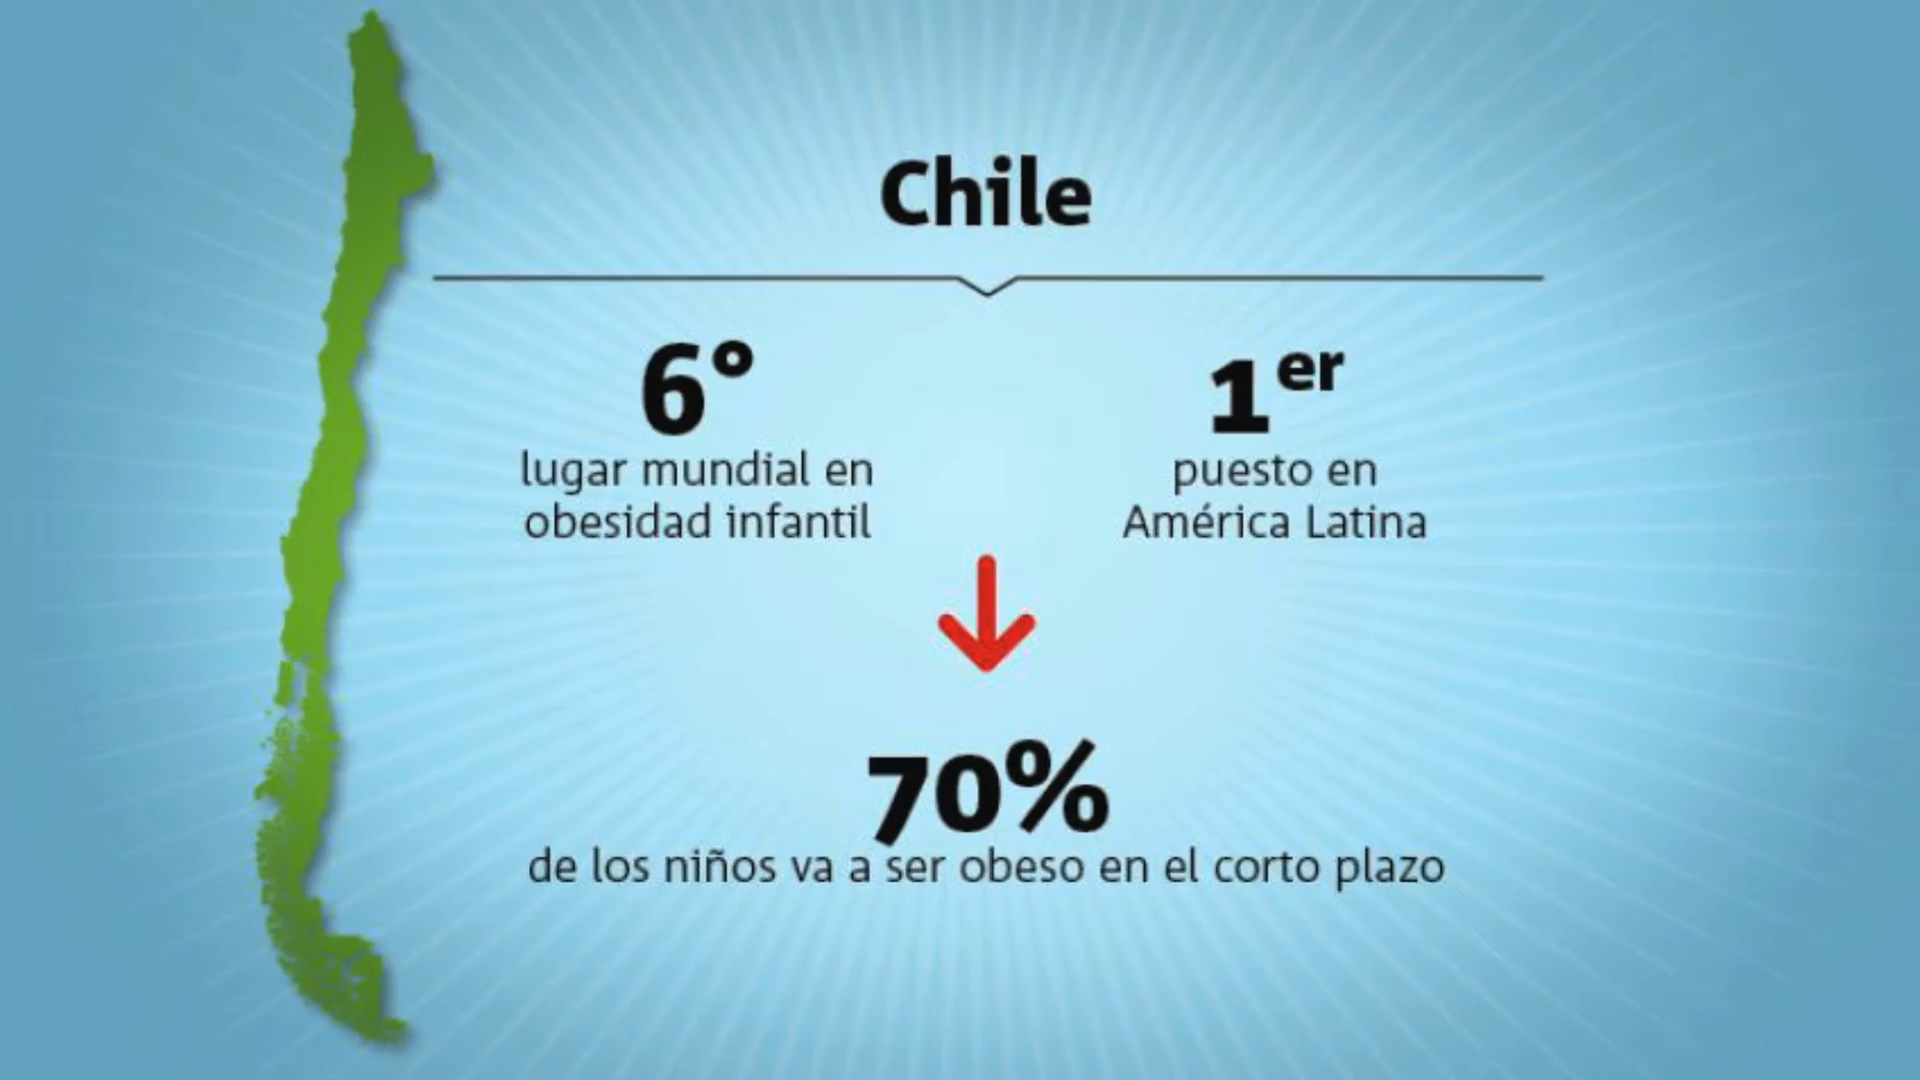 Chile
6°
lugar mundial en
obesidad infantil
1er
puesto en
América Latina
70%
de los niños va a ser obeso en el corto plazo